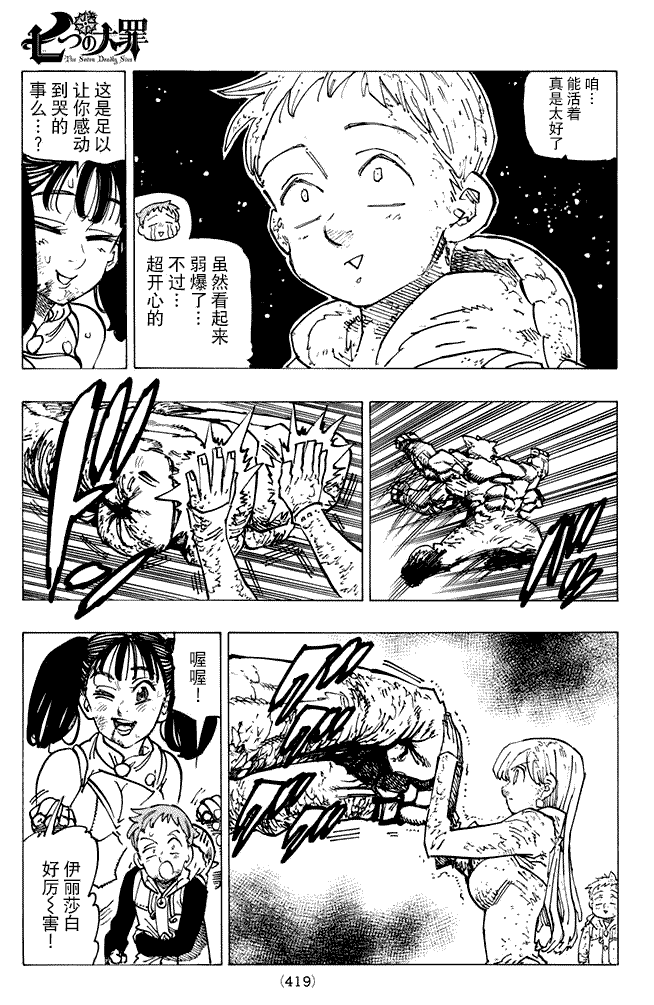 七つの大罪
The Seven Deadly Sins
咱…
能活着
真是太好了
虽然看起来
弱爆了…
不过…
超开心的
这是足以
让你感动
到哭的
事么…?
喔喔!
伊丽莎白
好厉~害!
(419)